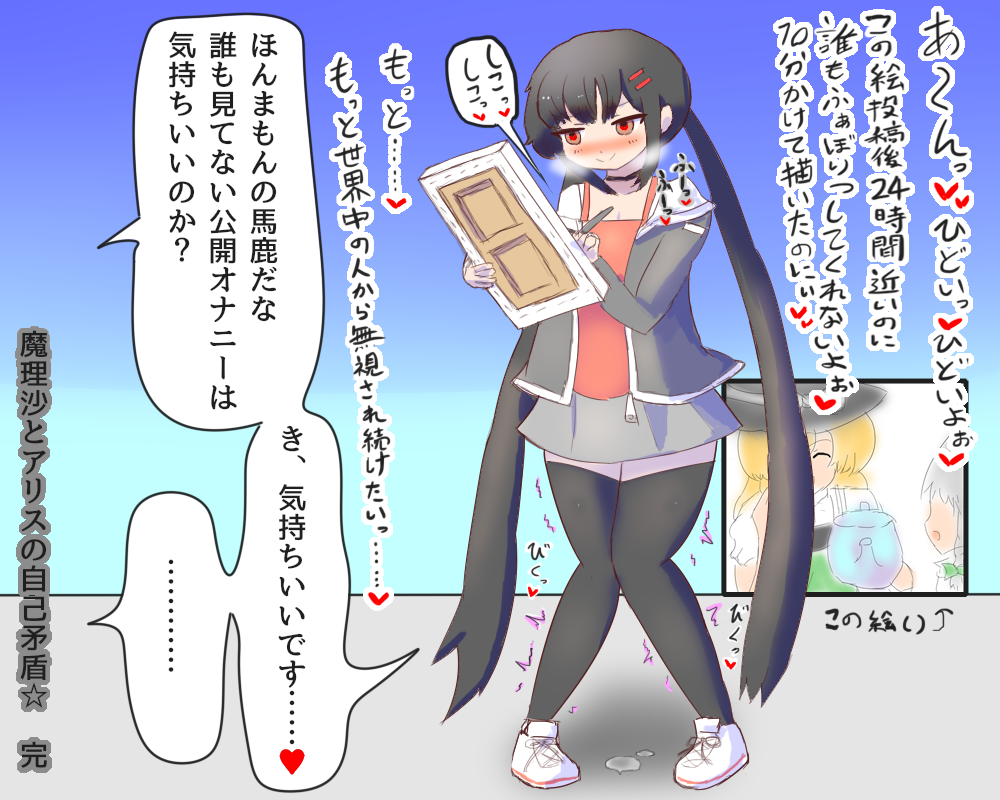 あ～んっ♥♥ひどいっ♥ひどいよぉ♥
この絵投稿後24時間近いのに
誰もふぁぼりつしてくれないよぉ♥
70分かけて描いたのにぃ♥♥
ふーっ♥
ふーっ♥
しこっ♥
しこっ♥
もっと……♥
もっと世界中の人から無視され続けたいっ……♥
ほんまもんの馬鹿だな
誰も見てない公開オナニーは
気持ちいいのか？
き、気持ちいいです……♥
…………
びくっ♥
びくっ♥
この絵い⤴
魔理沙とアリスの自己矛盾☆　完